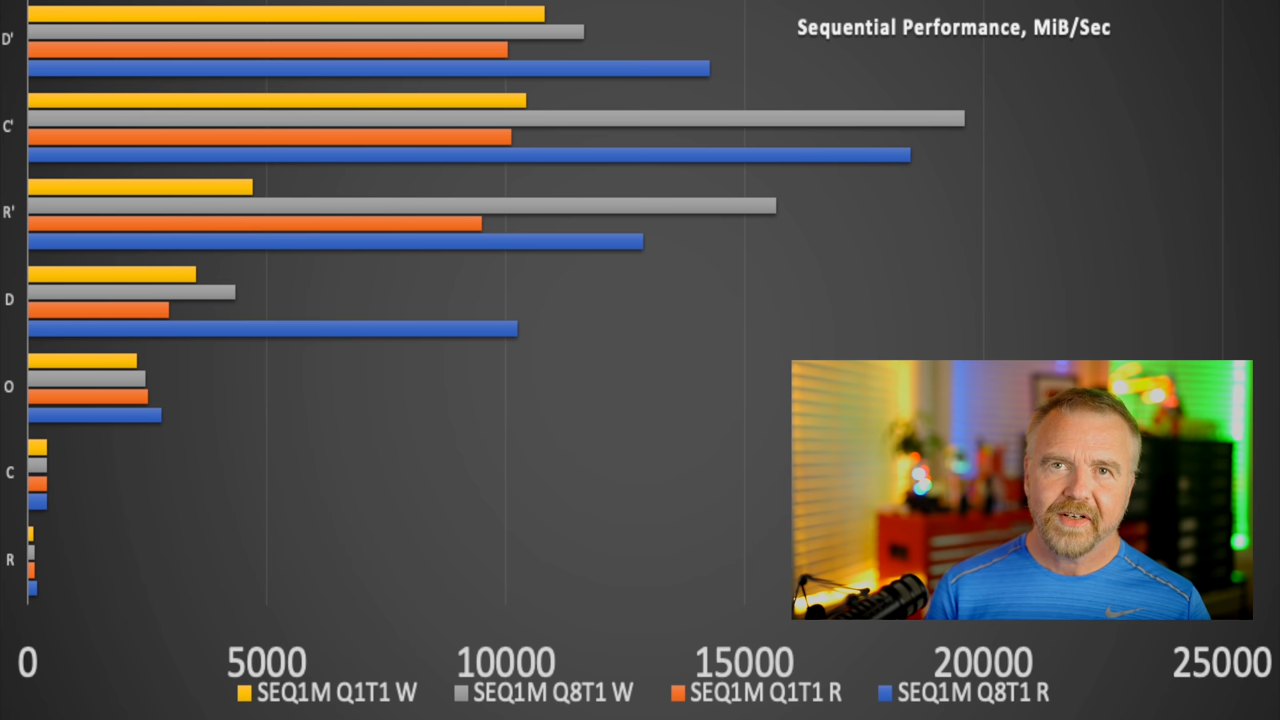 Sequential Performance, MiB/Sec
D'
C'
R'
D
O
C
R
0 5000 10000 15000 20000 25000
SEQ1M Q1T1 W SEQ1M Q8T1 W SEQ1M Q1T1 R SEQ1M Q8T1 R